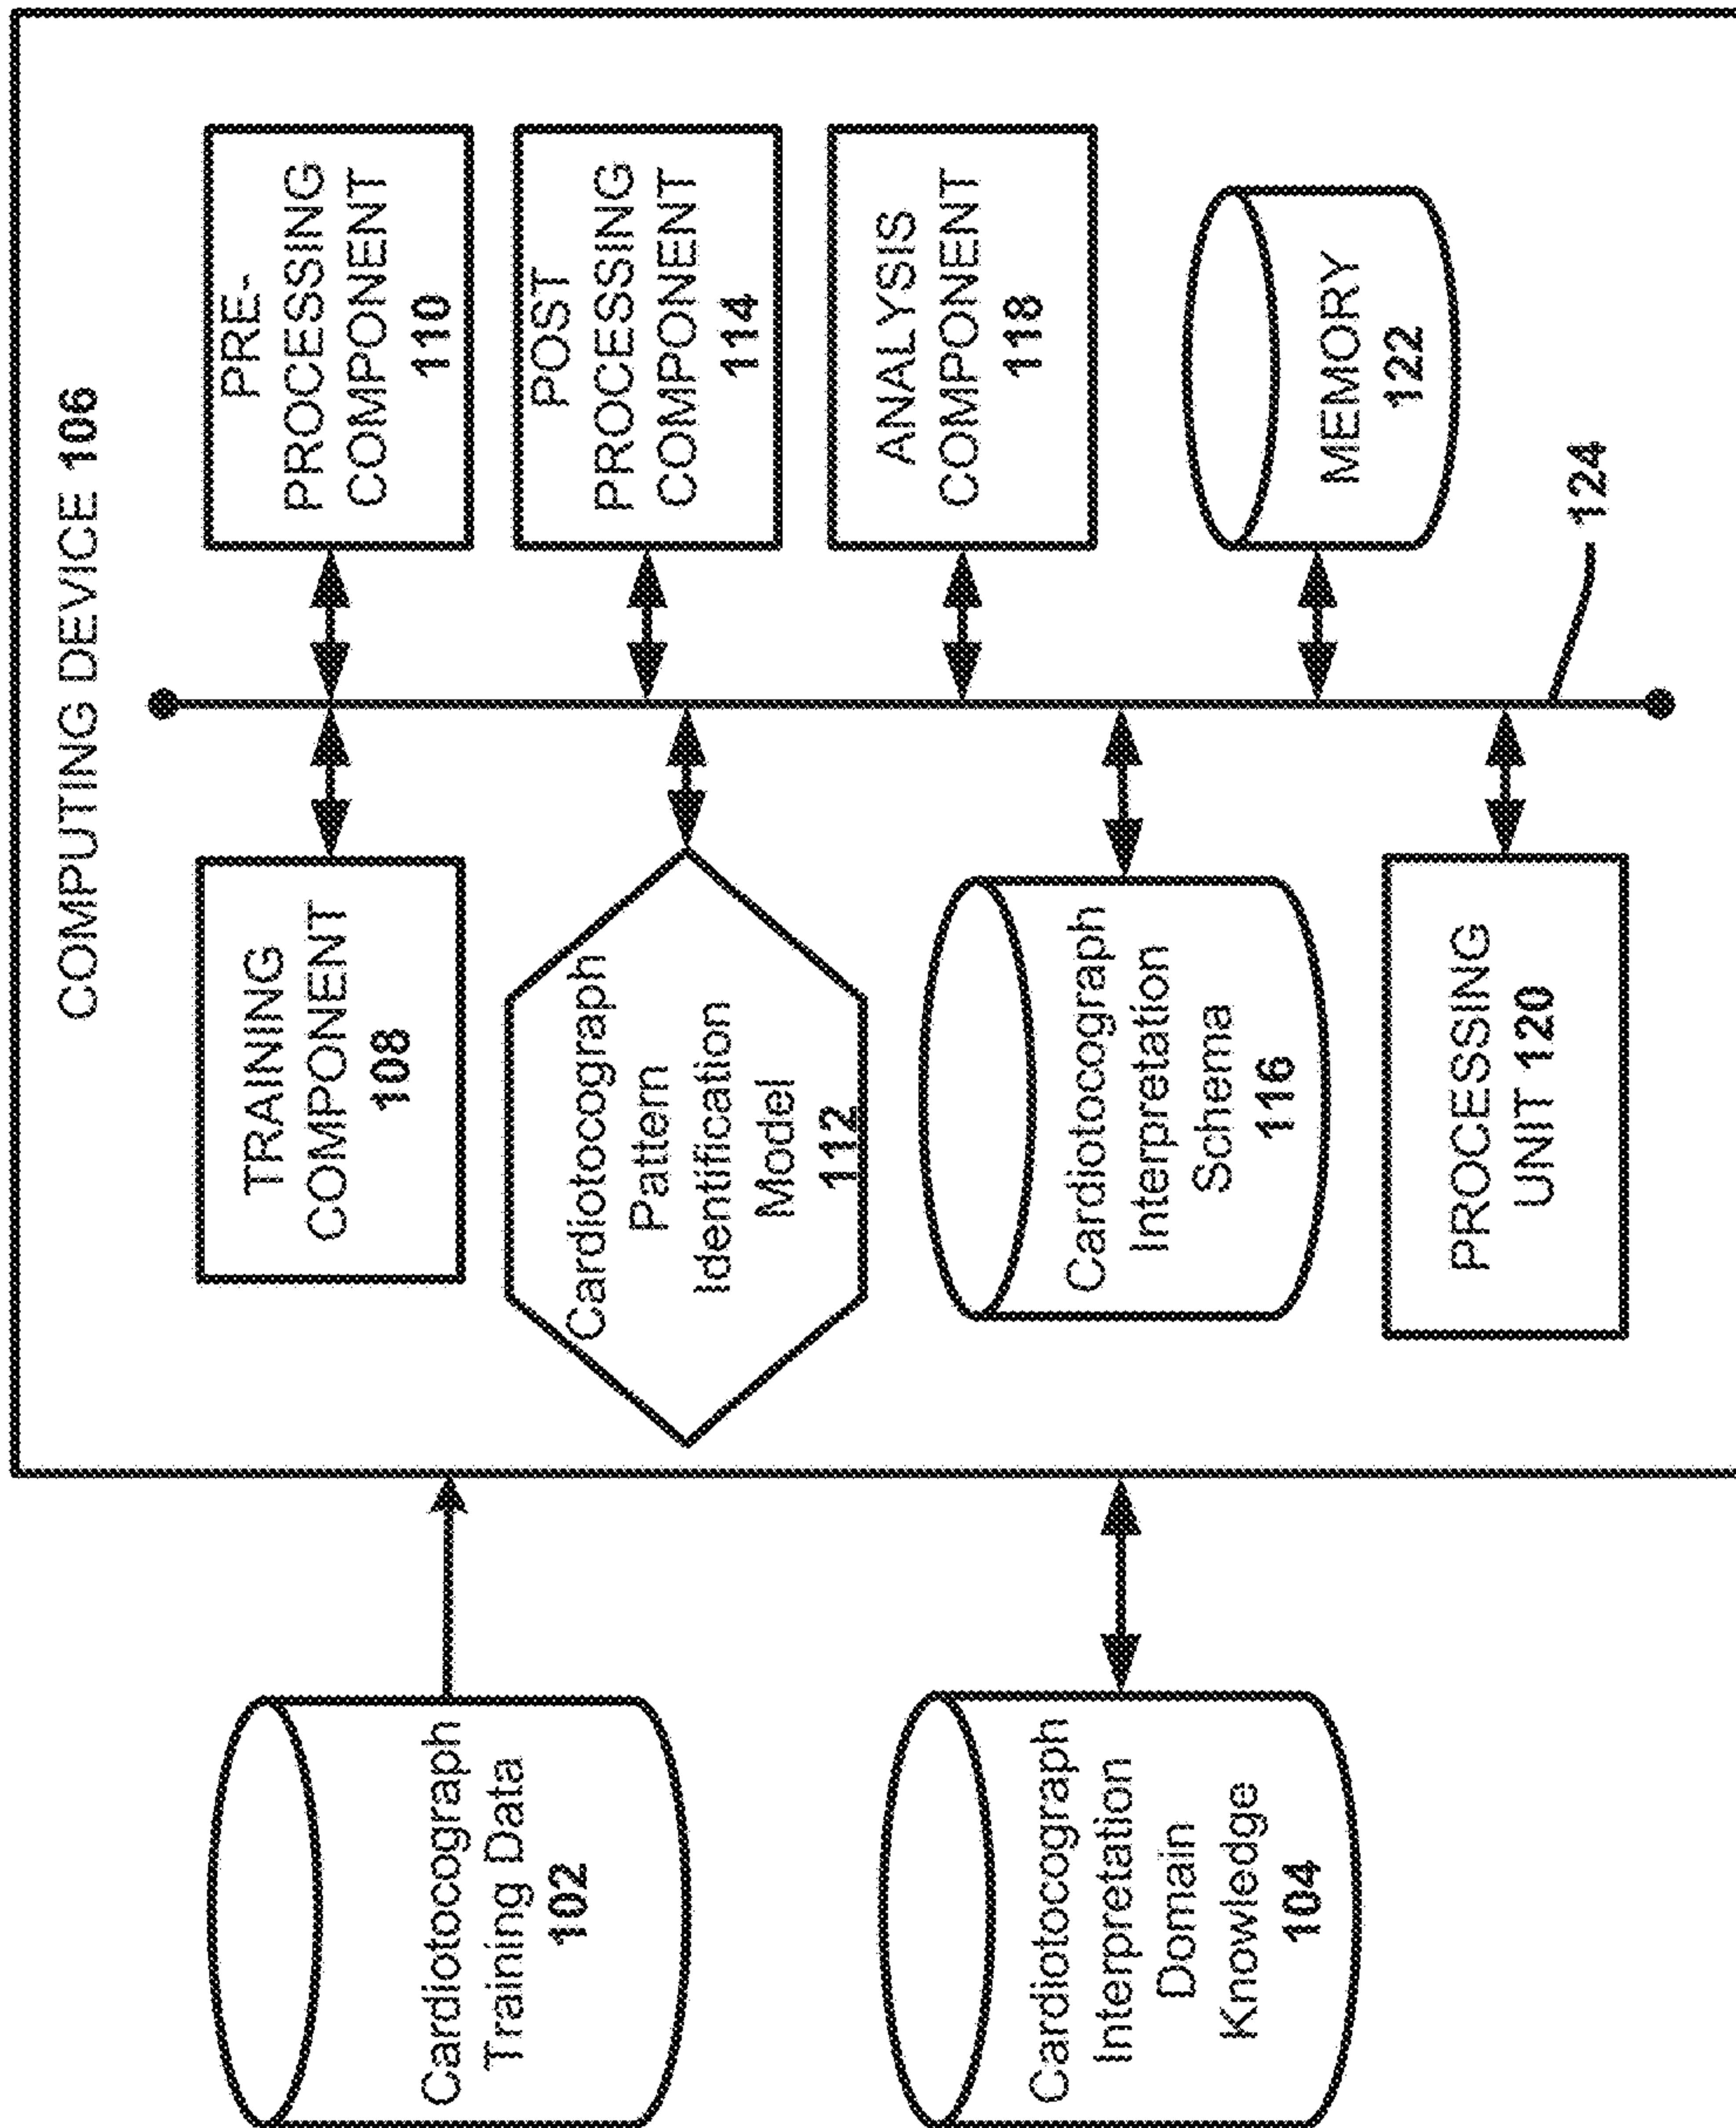 COMPUTING DEVICE 106
Cardiotocograph
Training Data
102
Cardiotocograph
Interpretation
Domain
Knowledge
104
TRAINING
COMPONENT
108
Cardiotocograph
Pattern
Identification
Model
112
Cardiotocograph
Interpretation
Schema
116
PROCESSING
UNIT 120
PRE-
PROCESSING
COMPONENT
110
POST
PROCESSING
COMPONENT
114
ANALYSIS
COMPONENT
118
MEMORY
122
124